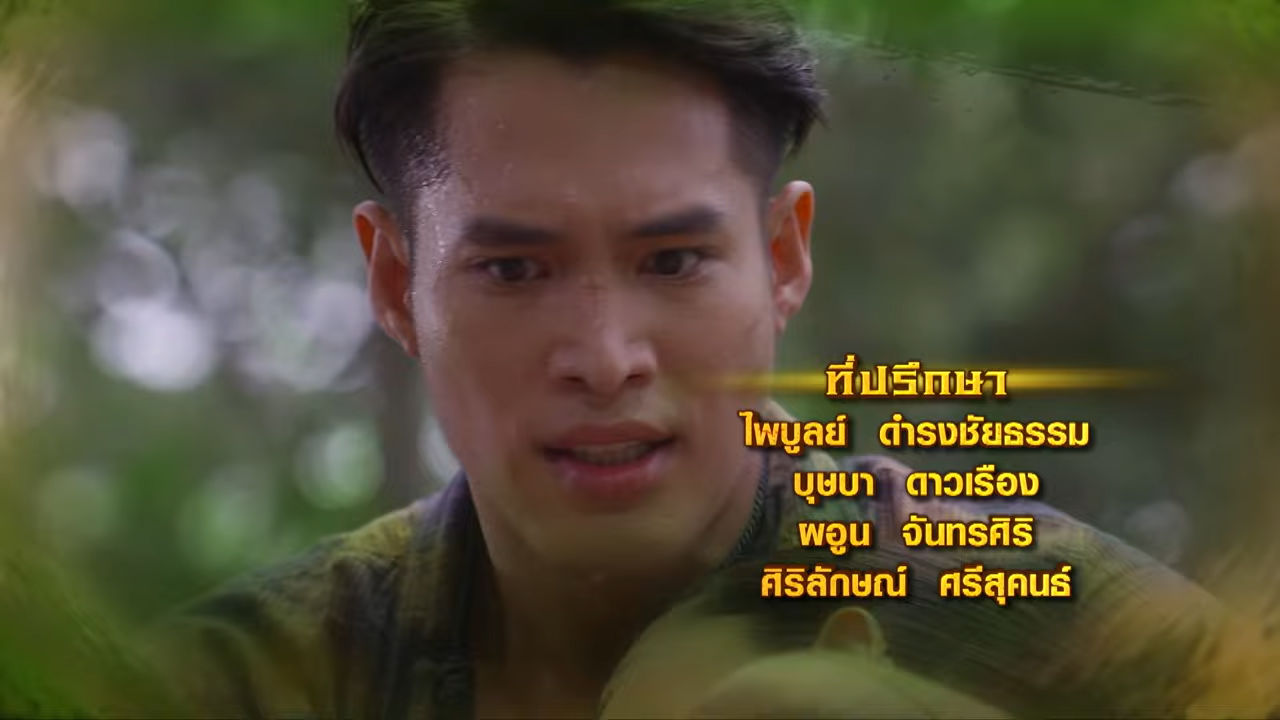 ที่ปรึกษา
ไพบูลย์ ดำรงชัยธรรม
บุษบา ดาวเรือง
ผอูน จันทรศิริ
ศิริลักษณ์ ศรีสุคนธ์